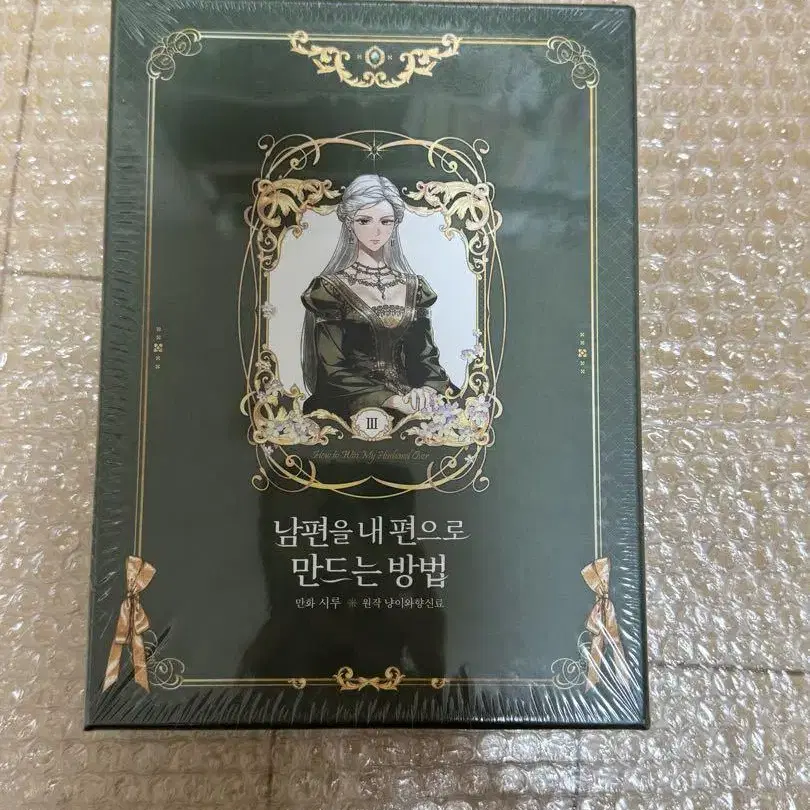 III
How to Win My Husband Over
남편을 내 편으로
만드는 방법
만화 시루 ※ 원작 냥이와향신료